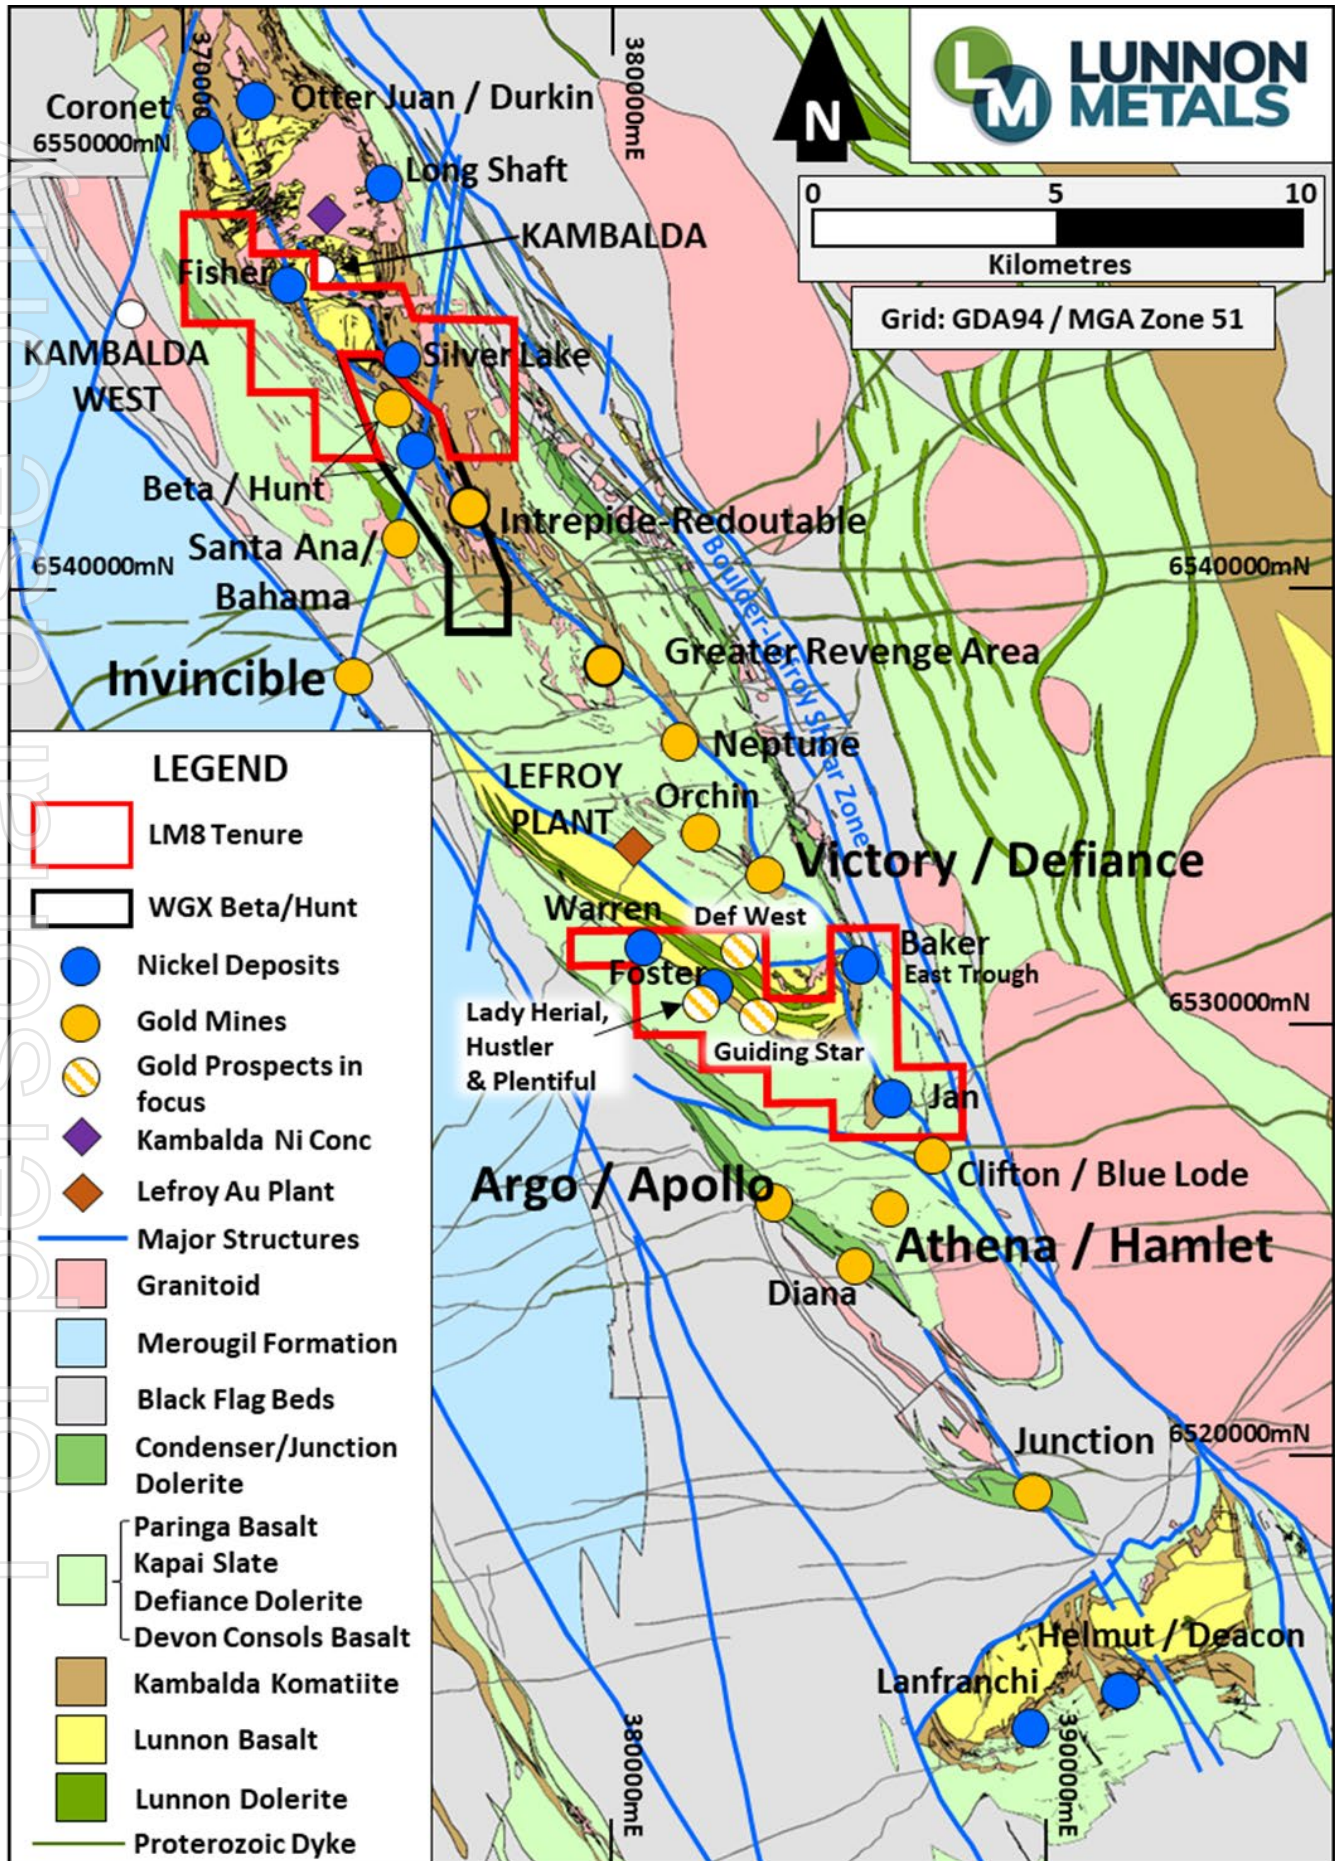 For personal use only
370000
380000mE
N
LM
LUNNON
METALS
Coronet
6550000mN
Otter Juan / Durkin
Long Shaft
KAMBALDA
0 5 10
Kilometres
Grid: GDA94 / MGA Zone 51
Fisher
KAMBALDA
WEST
Silver Lake
Beta / Hunt
Intrepide-Redoutable
Santa Ana/
Bahama
6540000mN
6540000mN
Boulder-Lefroy Shear Zone
Greater Revenge Area
Invincible
Neptune
LEFROY
PLANT
Orchin
Victory / Defiance
Warren
Def West
Baker
East Trough
Foster
6530000mN
Lady Herial,
Hustler
& Plentiful
Guiding Star
Jan
Clifton / Blue Lode
Argo / Apollo
Athena / Hamlet
Diana
Junction
6520000mN
Helmut / Deacon
Lanfranchi
380000mE
390000mE
LEGEND
LM8 Tenure
WGX Beta/Hunt
Nickel Deposits
Gold Mines
Gold Prospects in
focus
Kambalda Ni Conc
Lefroy Au Plant
Major Structures
Granitoid
Merougil Formation
Black Flag Beds
Condenser/Junction
Dolerite
Paringa Basalt
Kapai Slate
Defiance Dolerite
Devon Consols Basalt
Kambalda Komatiite
Lunnon Basalt
Lunnon Dolerite
Proterozoic Dyke